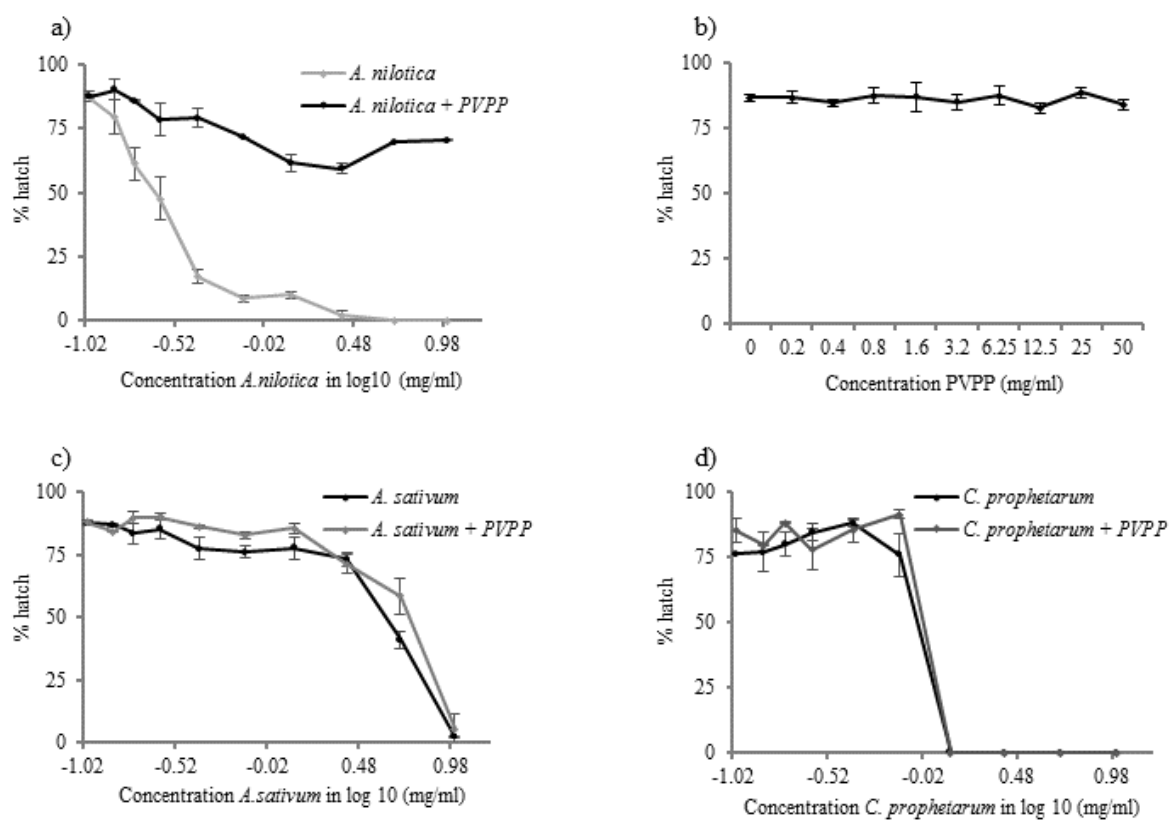 a)
100
75
50
25
0
% hatch
A. nilotica
A. nilotica + PVPP
-1.02 -0.52 -0.02 0.48 0.98
Concentration A.nilotica in log10 (mg/ml)
b)
100
75
50
25
0
% hatch
0 0.2 0.4 0.8 1.6 3.2 6.25 12.5 25 50
Concentration PVPP (mg/ml)
c)
100
75
50
25
0
% hatch
A. sativum
A. sativum + PVPP
-1.02 -0.52 -0.02 0.48 0.98
Concentration A.sativum in log 10 (mg/ml)
d)
100
75
50
25
0
% hatch
C. prophetarum
C. prophetarum + PVPP
-1.02 -0.52 -0.02 0.48 0.98
Concentration C. prophetarum in log 10 (mg/ml)